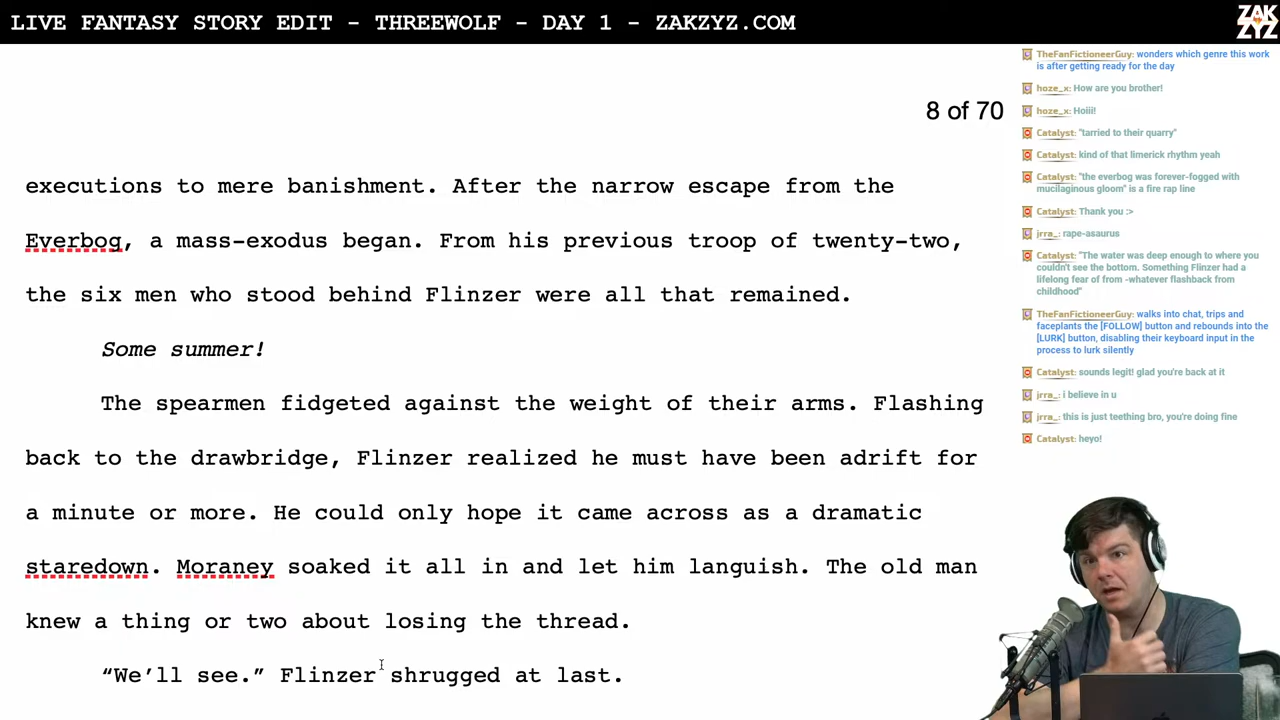 LIVE FANTASY STORY EDIT - THREEWOLF - DAY 1 - ZAKZYZ.COM
ZAK
ZYZ
8 of 70
executions to mere banishment. After the narrow escape from the
Everbog, a mass-exodus began. From his previous troop of twenty-two,
the six men who stood behind Flinzer were all that remained.
Some summer!
The spearmen fidgeted against the weight of their arms. Flashing
back to the drawbridge, Flinzer realized he must have been adrift for
a minute or more. He could only hope it came across as a dramatic
staredown. Moraney soaked it all in and let him languish. The old man
knew a thing or two about losing the thread.
“We’ll see.” Flinzer shrugged at last.
TheFanFictioneerGuy: wonders which genre this work
is after getting ready for the day
hoze_x: How are you brother!
hoze_x: Hoiii!
Catalyst: "tarried to their quarry"
Catalyst: kind of that limerick rhythm yeah
Catalyst: "the everbog was forever-fogged with
mucilaginous gloom" is a fire rap line
Catalyst: Thank you :>
jrra_: rape-asaurus
Catalyst: "The water was deep enough to where you
couldn't see the bottom. Something Flinzer had a
lifelong fear of from -whatever flashback from
childhood"
TheFanFictioneerGuy: walks into chat, trips and
faceplants the [FOLLOW] button and rebounds into the
[LURK] button, disabling their keyboard input in the
process to lurk silently
Catalyst: sounds legit! glad you're back at it
jrra_: i believe in u
jrra_: this is just teething bro, you're doing fine
Catalyst: heyo!